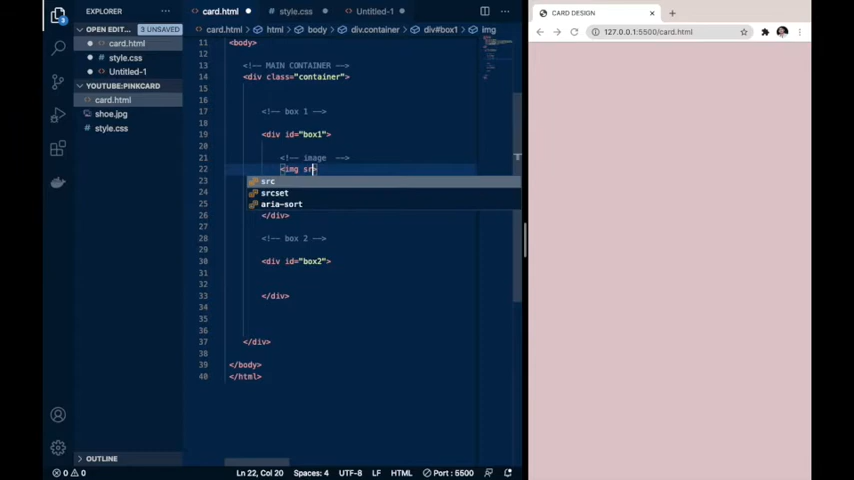 EXPLORER
OPEN EDIT... 3 UNSAVED
card.html
style.css
Untitled-1
YOUTUBE:PINKCARD
card.html
shoe.jpg
style.css
OUTLINE
0 0
3
card.html
style.css
Untitled-1
card.html > html > body > div.container > div#box1 > img
11 <body>
12
13 <!-- MAIN CONTAINER -->
14 <div class="container">
15
16
17 <!-- box 1 -->
18
19 <div id="box1">
20
21 <!-- image -->
22 <img sr>
23 src
24 srcset
25 aria-sort
26 </div>
27
28 <!-- box 2 -->
29
30 <div id="box2">
31
32
33 </div>
34
35
36
37 </div>
38
39 </body>
40 </html>
Ln 22, Col 20 Spaces: 4 UTF-8 LF HTML Port : 5500
CARD DESIGN
127.0.0.1:5500/card.html